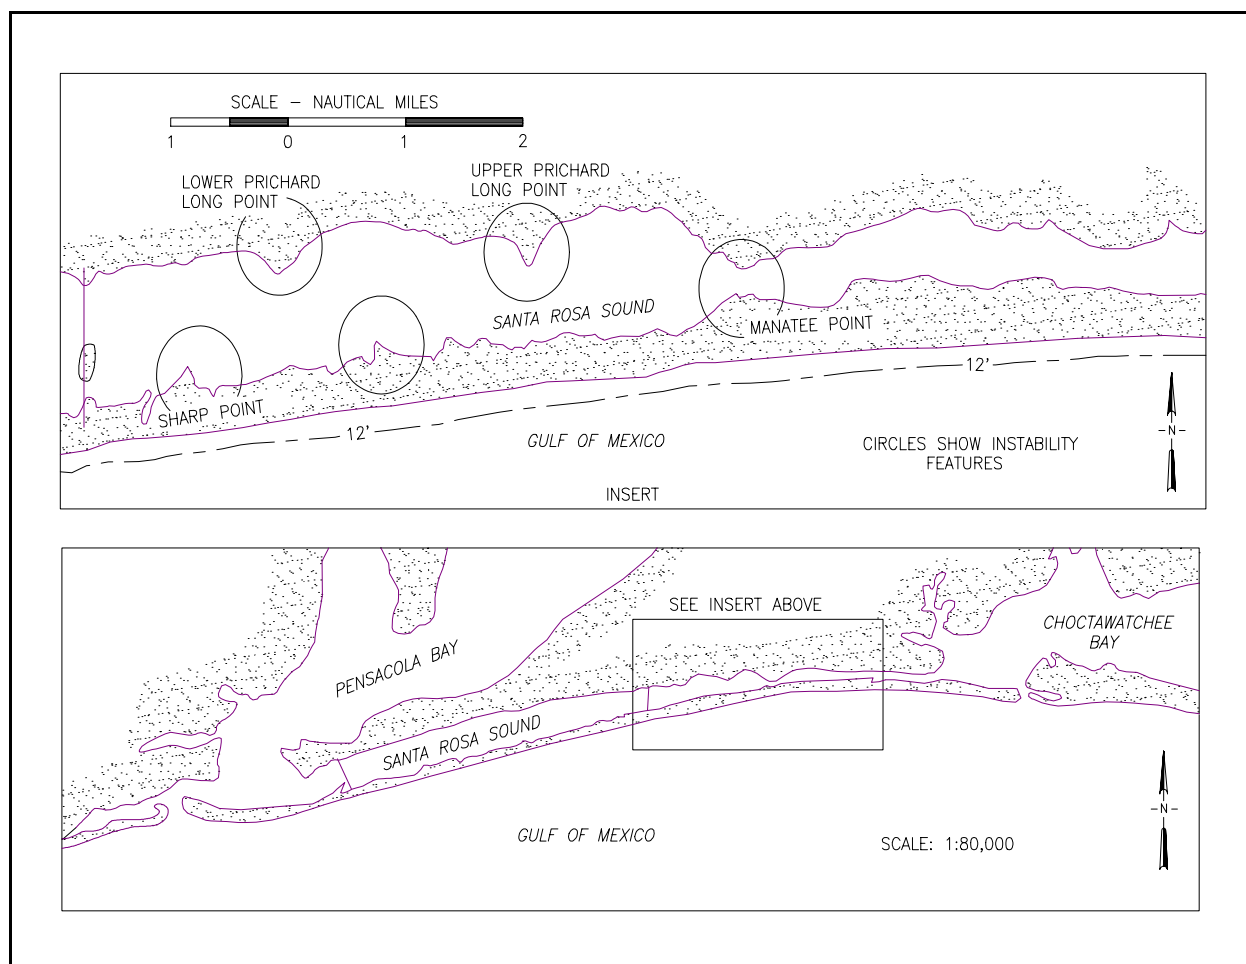 SCALE – NAUTICAL MILES
1 0 1 2
LOWER PRICHARD
LONG POINT
UPPER PRICHARD
LONG POINT
SANTA ROSA SOUND
MANATEE POINT
12'
SHARP POINT
12'
GULF OF MEXICO
CIRCLES SHOW INSTABILITY
FEATURES
N
INSERT
SEE INSERT ABOVE
CHOCTAWATCHEE
BAY
PENSACOLA BAY
SANTA ROSA SOUND
GULF OF MEXICO
SCALE: 1:80,000
N